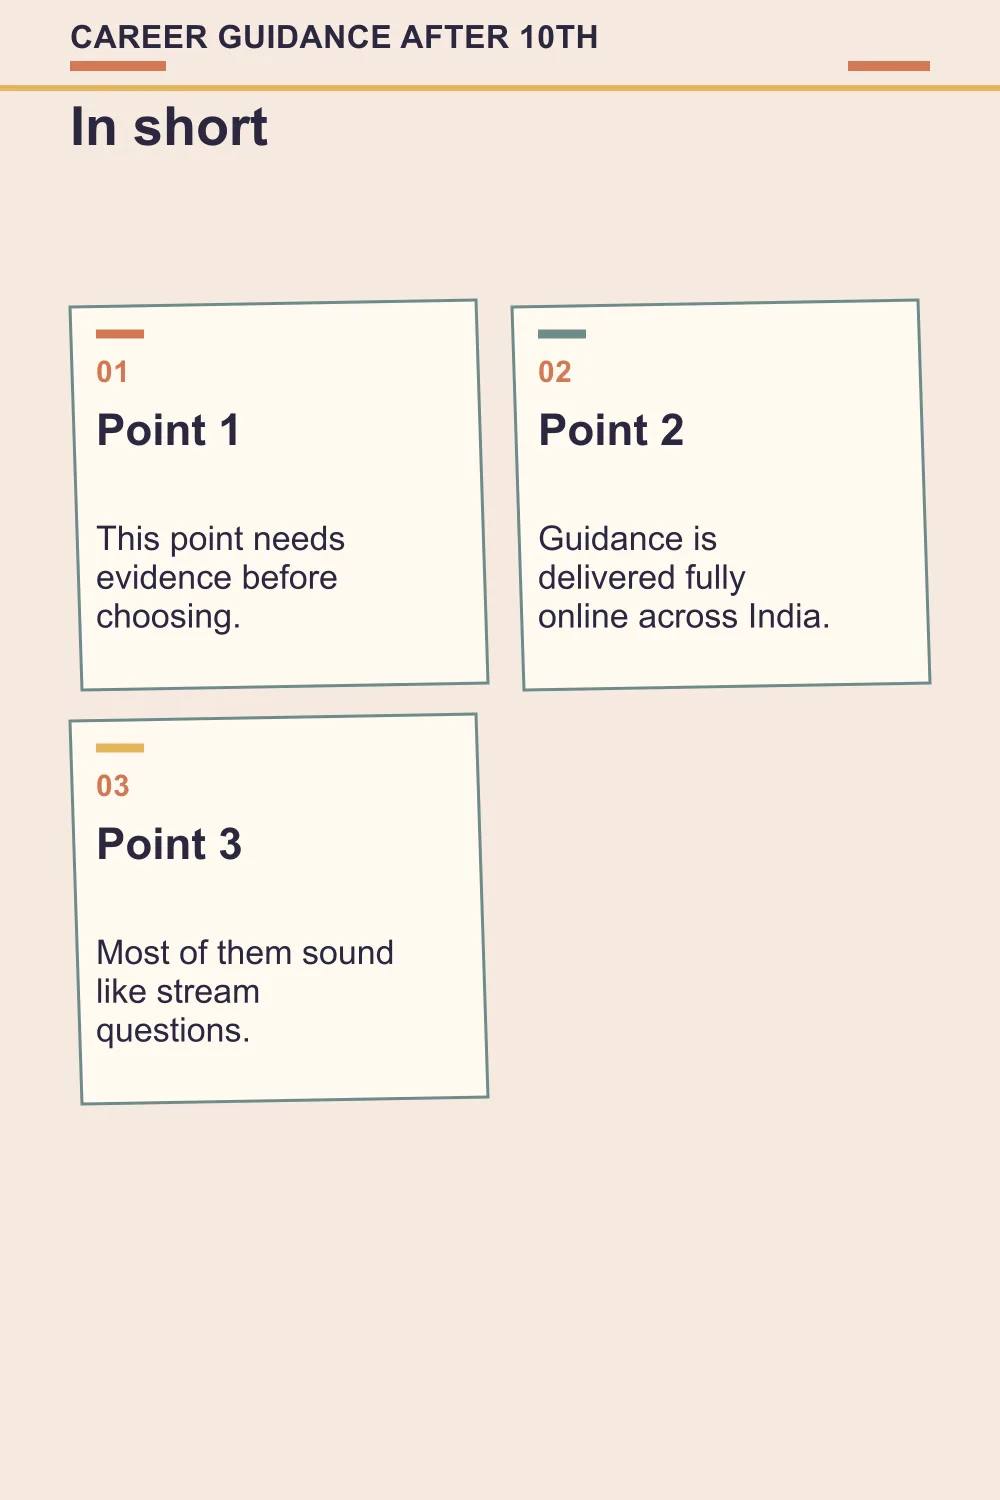 CAREER GUIDANCE AFTER 10TH
In short
01
Point 1
This point needs
evidence before
choosing.
02
Point 2
Guidance is
delivered fully
online across India.
03
Point 3
Most of them sound
like stream
questions.